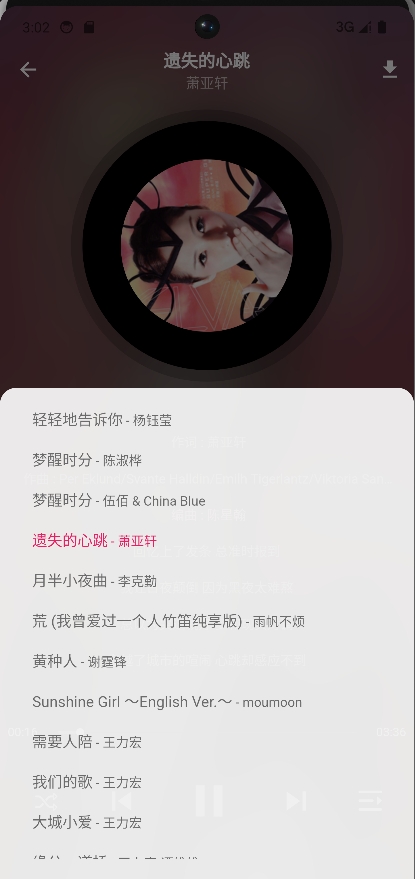 3:02
3G
遗失的心跳
萧亚轩
轻轻地告诉你 - 杨钰莹
梦醒时分 - 陈淑桦
梦醒时分 - 伍佰 & China Blue
遗失的心跳 - 萧亚轩
月半小夜曲 - 李克勤
荒 (我曾爱过一个人竹笛纯享版) - 雨帆不烦
黄种人 - 谢霆锋
Sunshine Girl ～English Ver.～ - moumoon
03:36
需要人陪 - 王力宏
我们的歌 - 王力宏
大城小爱 - 王力宏